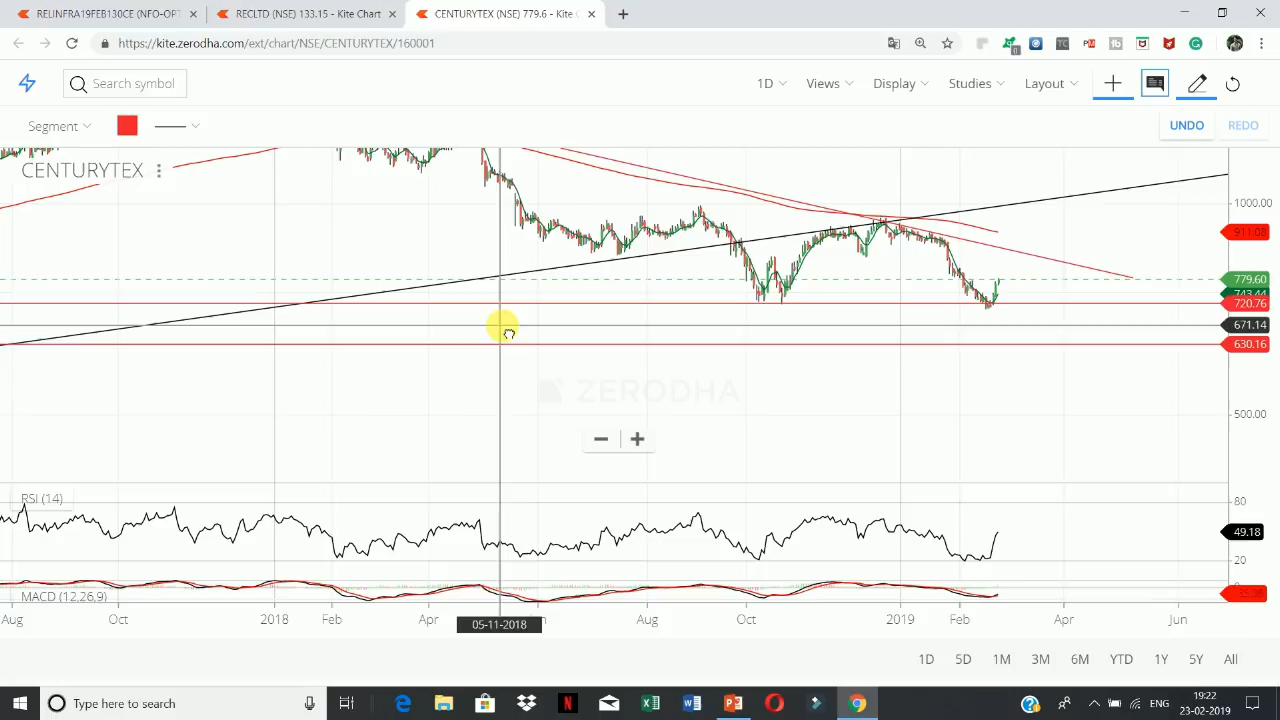 RELINFRA19FEB130CE (NFO-OPT
RECLTD (NSE) 133.15 - Kite Chart
CENTURYTEX (NSE) 779.6 - Kite C
https://kite.zerodha.com/ext/chart/NSE/CENTURYTEX/160001
Search symbol
1D
Views
Display
Studies
Layout
Segment
UNDO
REDO
CENTURYTEX
1000.00
911.08
779.60
743.44
720.76
671.14
630.16
ZERODHA
500.00
RSI (14)
80
49.18
20
0
MACD (12,26,9)
Aug
Oct
2018
Feb
Apr
05-11-2018
Aug
Oct
2019
Feb
Apr
Jun
1D
5D
1M
3M
6M
YTD
1Y
5Y
All
Type here to search
ENG
19:22
23-02-2019